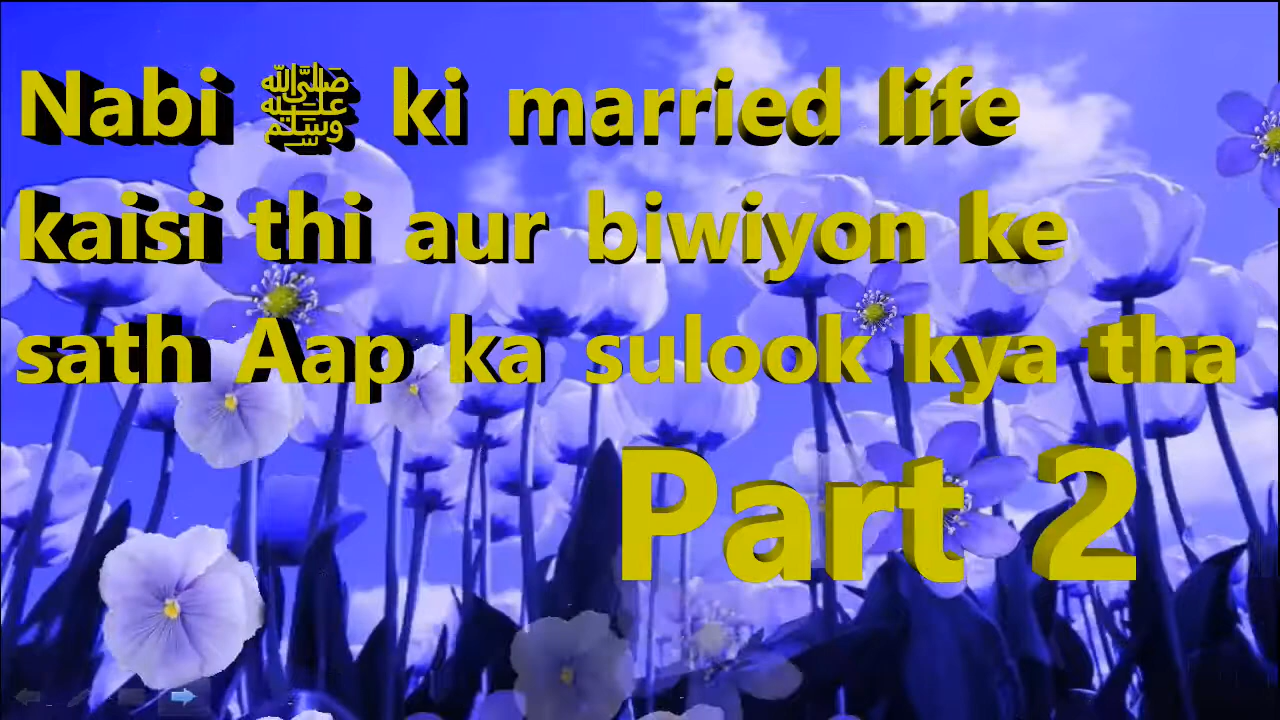 Nabi ﷺ ki married life
kaisi thi aur biwiyon ke
sath Aap ka sulook kya tha
Part 2